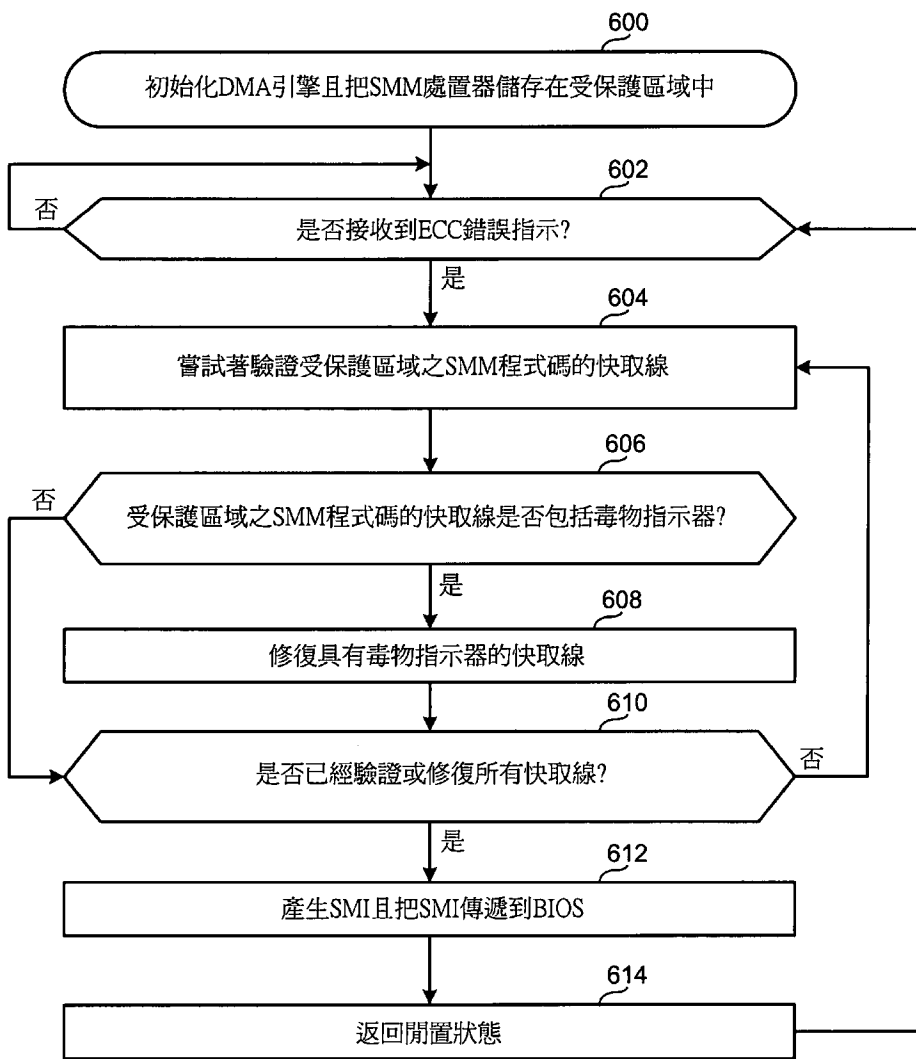 600
初始化DMA引擎且把SMM處置器儲存在受保護區域中
602
否
是否接收到ECC錯誤指示?
是
604
嘗試著驗證受保護區域之SMM程式碼的快取線
606
否
受保護區域之SMM程式碼的快取線是否包括毒物指示器?
是
608
修復具有毒物指示器的快取線
610
是否已經驗證或修復所有快取線?
否
是
612
產生SMI且把SMI傳遞到BIOS
614
返回閒置狀態